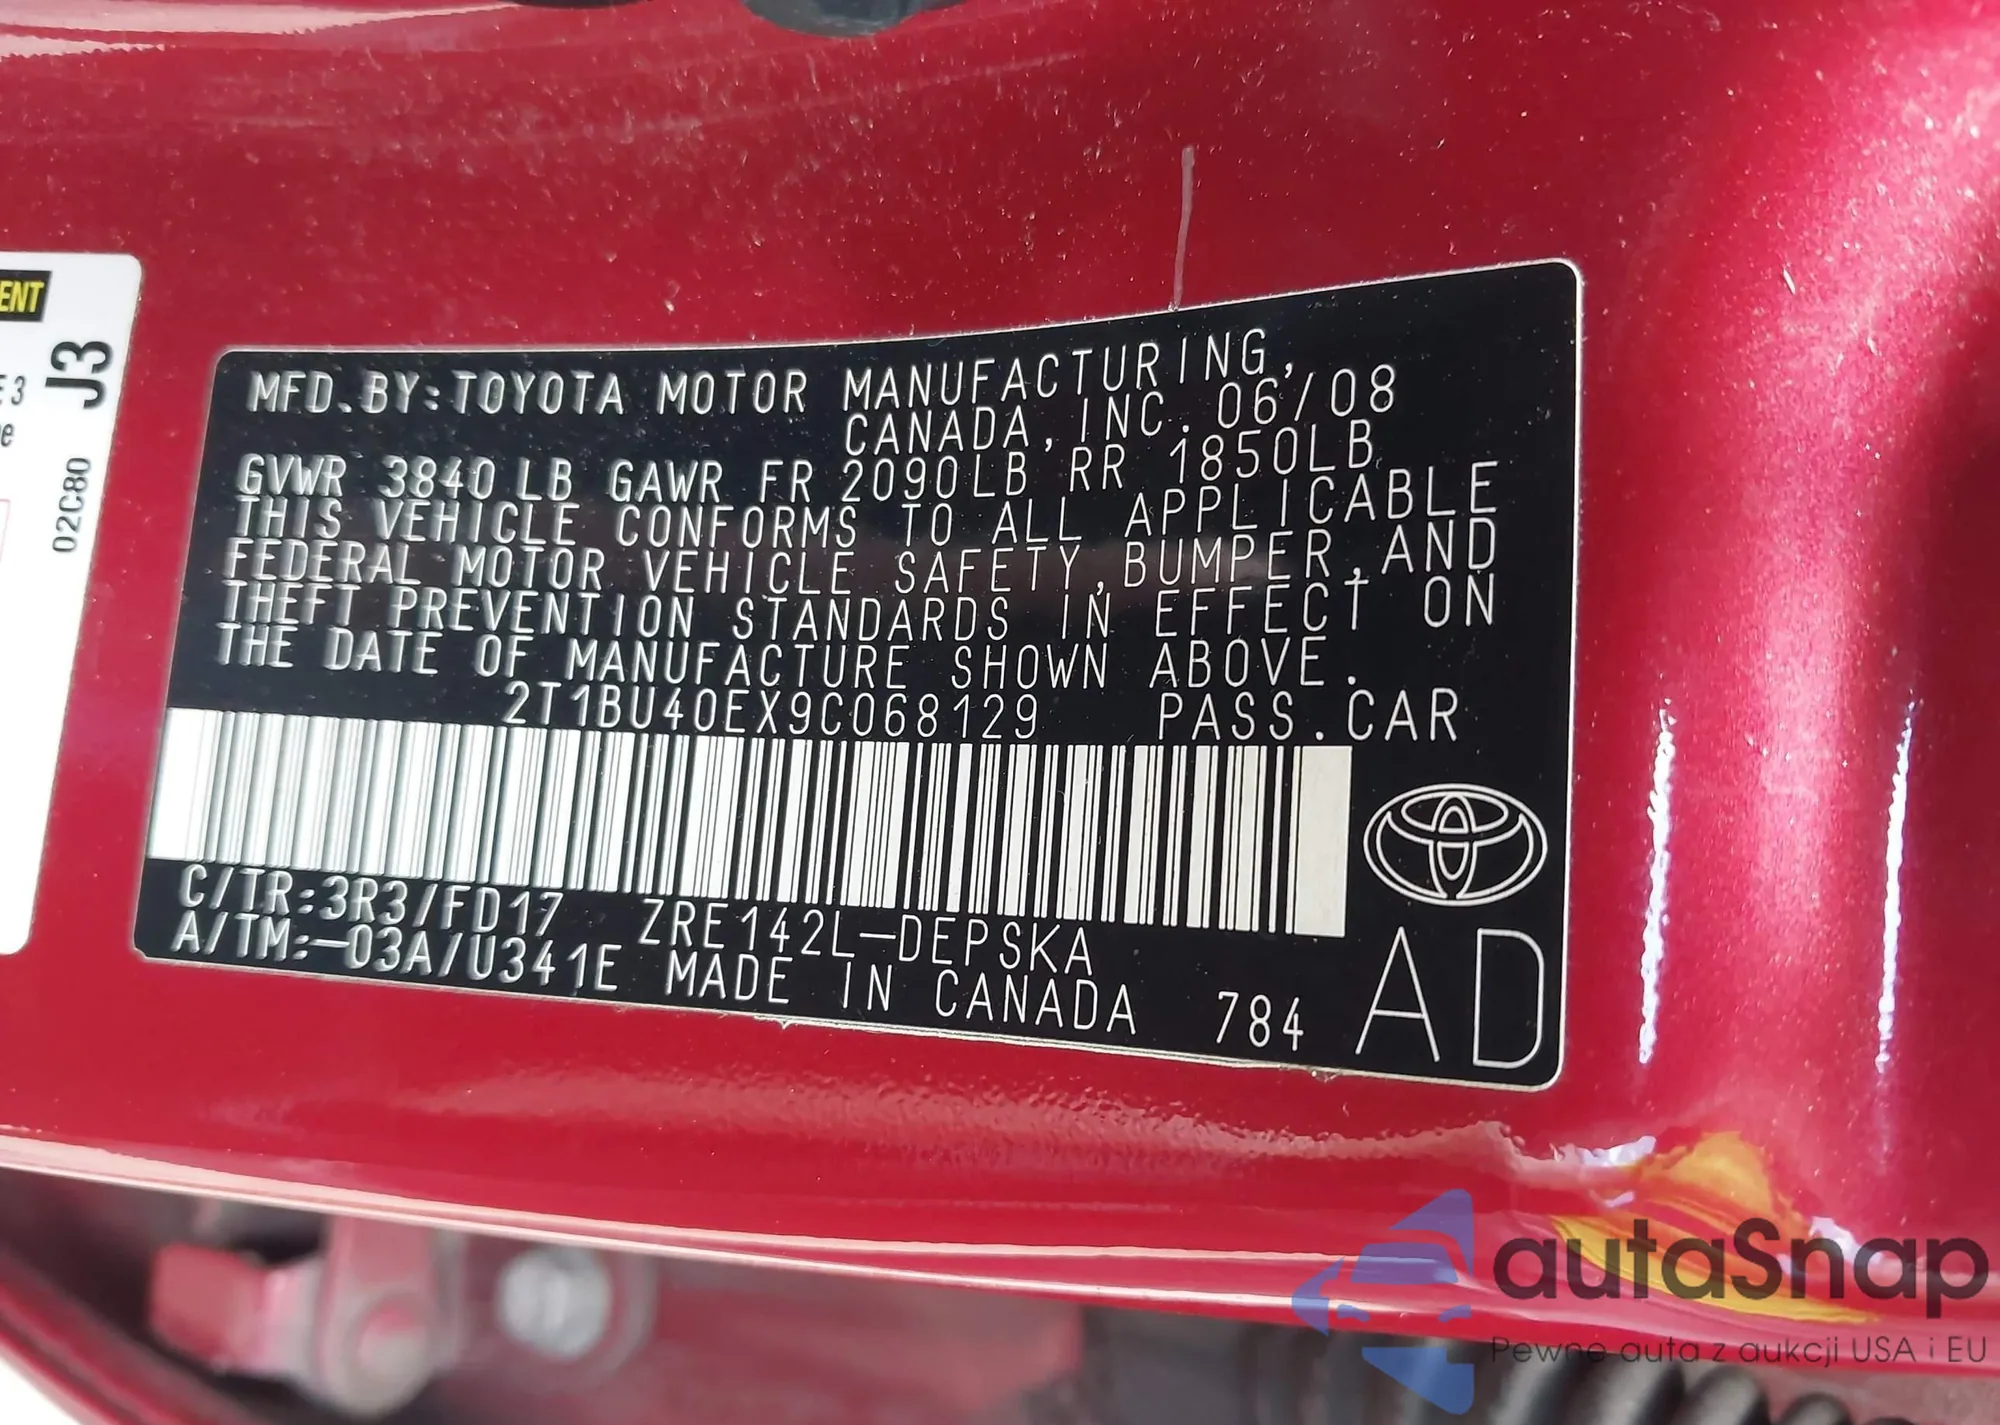 ENT
E 3
J3
02C80
MFD. BY: TOYOTA MOTOR MANUFACTURING,
CANADA, INC. 06/08
GVWR 3840 LB GAWR FR 2090LB RR 1850LB
THIS VEHICLE CONFORMS TO ALL APPLICABLE
FEDERAL MOTOR VEHICLE SAFETY, BUMPER, AND
THEFT PREVENTION STANDARDS IN EFFECT ON
THE DATE OF MANUFACTURE SHOWN ABOVE.
2T1BU40EX9C068129 PASS. CAR
C/TR:3R3/FD17 ZRE142L-DEPSKA
A/TM:-03A/U341E MADE IN CANADA 784 AD
autaSnap
Pewne auta z aukcji USA i EU